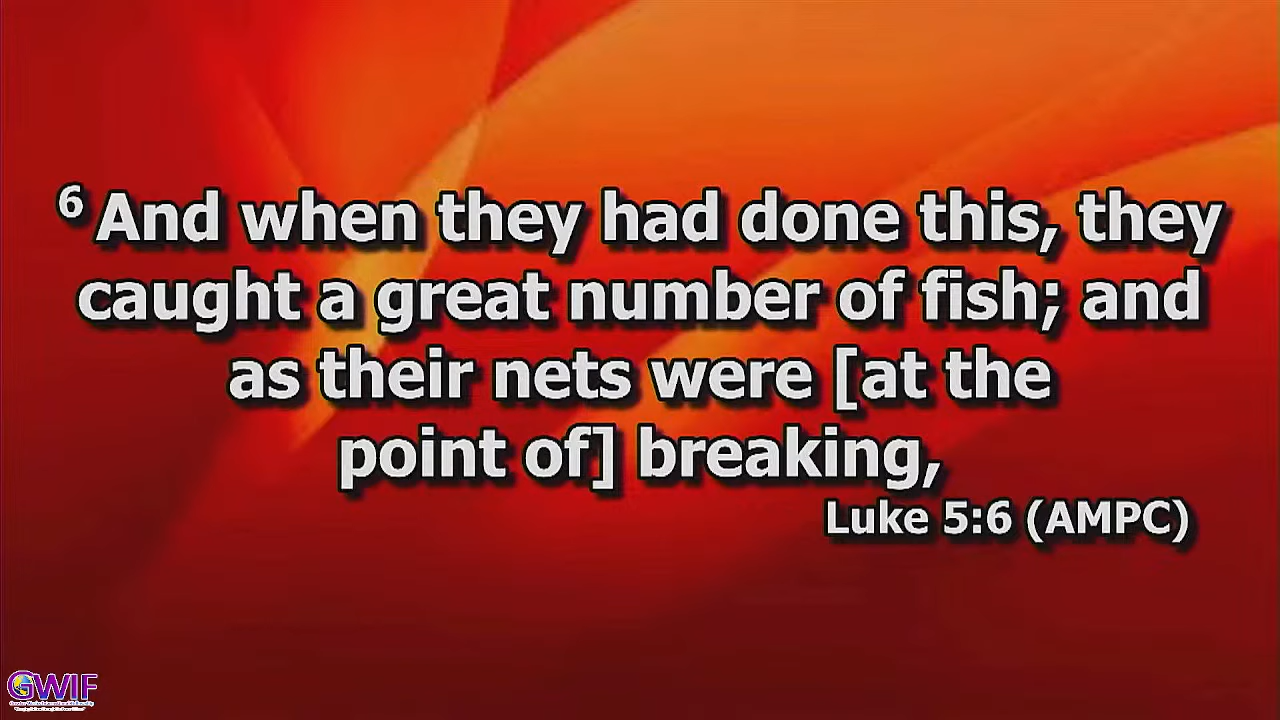 6 And when they had done this, they
caught a great number of fish; and
as their nets were [at the
point of] breaking,
Luke 5:6 (AMPC)
GWIF